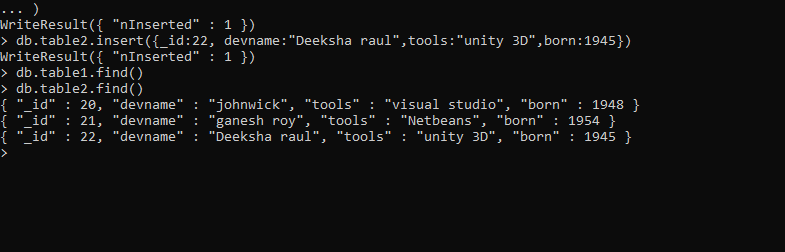 ... )
WriteResult({ "nInserted" : 1 })
> db.table2.insert({_id:22, devname:"Deeksha raul",tools:"unity 3D",born:1945})
WriteResult({ "nInserted" : 1 })
> db.table1.find()
> db.table2.find()
{ "_id" : 20, "devname" : "johnwick", "tools" : "visual studio", "born" : 1948 }
{ "_id" : 21, "devname" : "ganesh roy", "tools" : "Netbeans", "born" : 1954 }
{ "_id" : 22, "devname" : "Deeksha raul", "tools" : "unity 3D", "born" : 1945 }
>